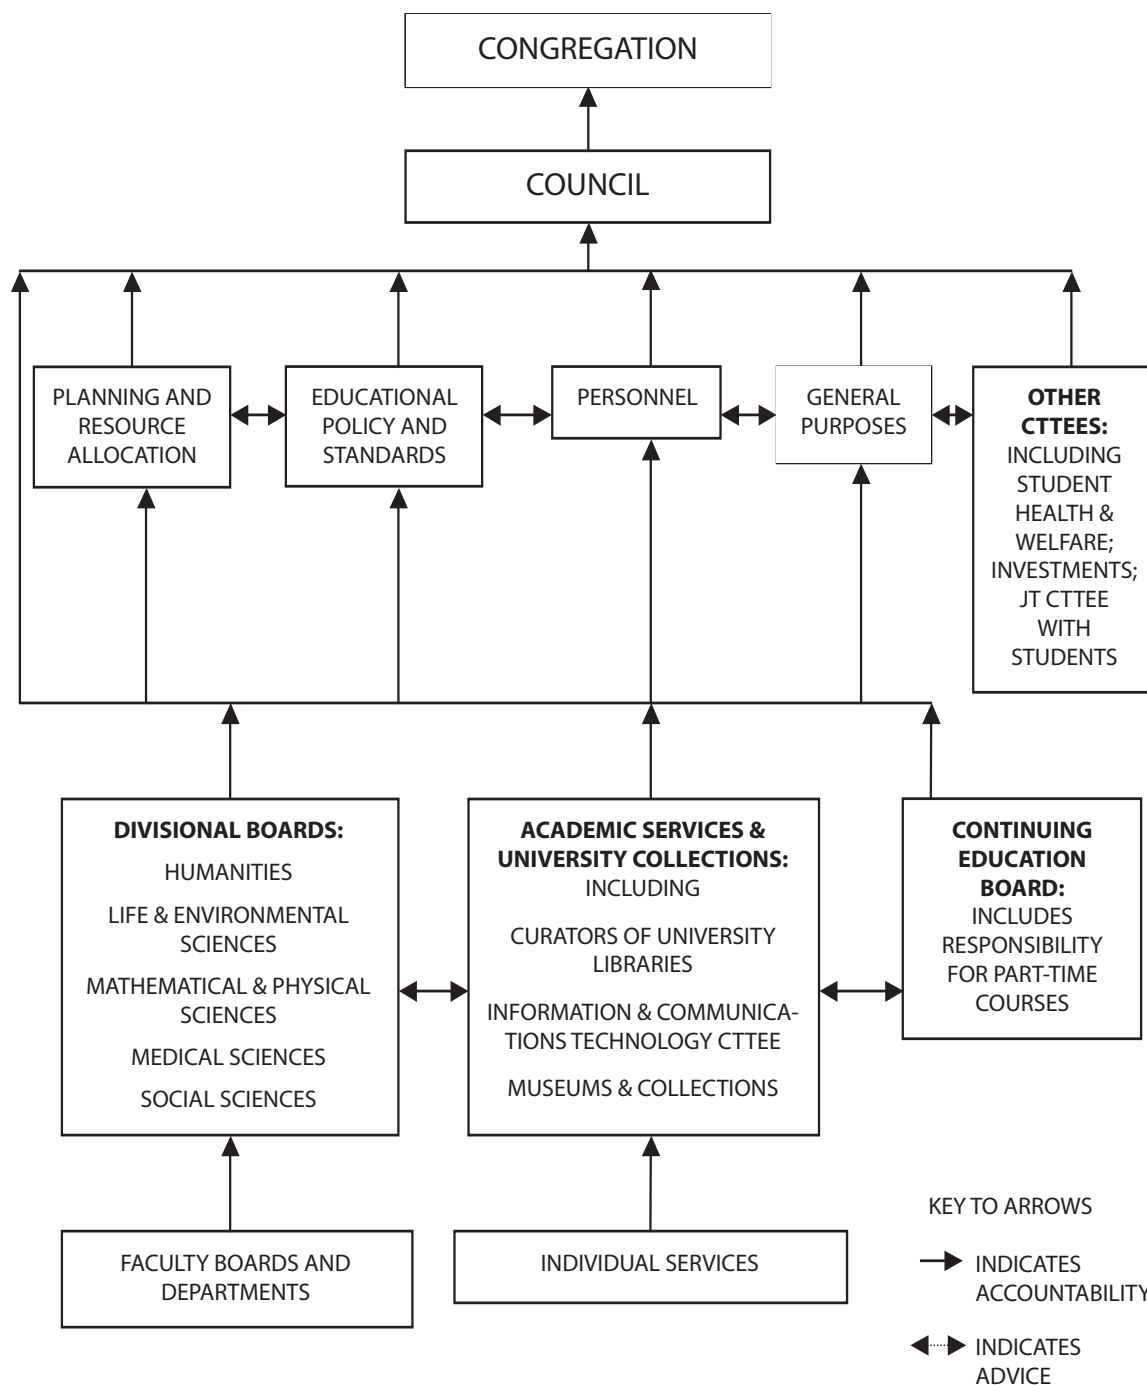 CONGREGATION
COUNCIL
PLANNING AND
RESOURCE
ALLOCATION
EDUCATIONAL
POLICY AND
STANDARDS
PERSONNEL
GENERAL
PURPOSES
OTHER
CTTEES:
INCLUDING
STUDENT
HEALTH &
WELFARE;
INVESTMENTS;
JT CTTEE
WITH
STUDENTS
DIVISIONAL BOARDS:
HUMANITIES
LIFE & ENVIRONMENTAL
SCIENCES
MATHEMATICAL & PHYSICAL
SCIENCES
MEDICAL SCIENCES
SOCIAL SCIENCES
ACADEMIC SERVICES &
UNIVERSITY COLLECTIONS:
INCLUDING
CURATORS OF UNIVERSITY
LIBRARIES
INFORMATION & COMMUNICA-
TIONS TECHNOLOGY CTTEE
MUSEUMS & COLLECTIONS
CONTINUING
EDUCATION
BOARD:
INCLUDES
RESPONSIBILITY
FOR PART-TIME
COURSES
FACULTY BOARDS AND
DEPARTMENTS
INDIVIDUAL SERVICES
KEY TO ARROWS
INDICATES
ACCOUNTABILITY
INDICATES
ADVICE